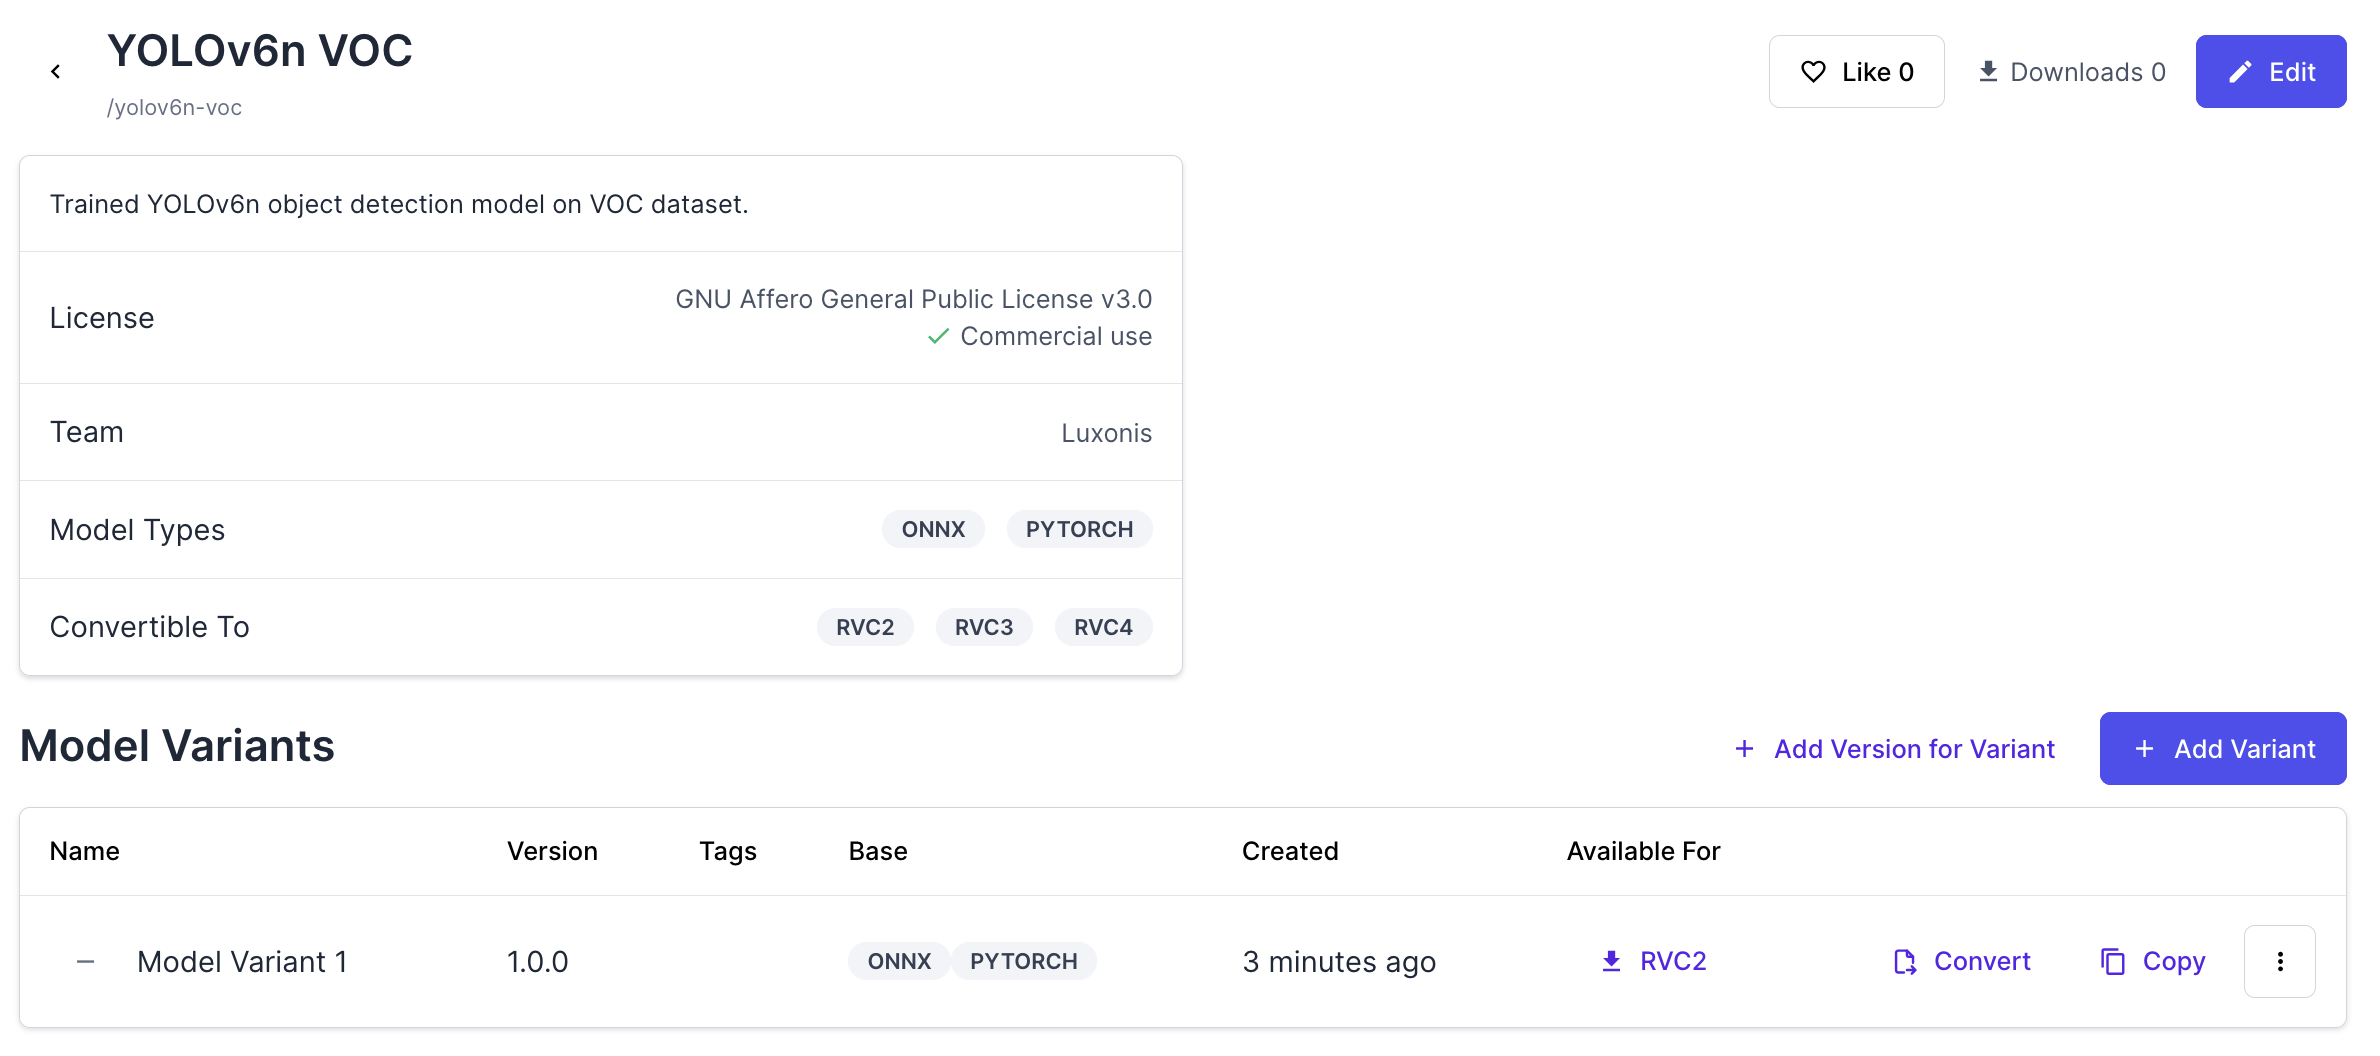 YOLOv6n VOC
/yolov6n-voc
Like 0
Downloads 0
Edit
Trained YOLOv6n object detection model on VOC dataset.
License
GNU Affero General Public License v3.0
Commercial use
Team
Luxonis
Model Types
ONNX PYTORCH
Convertible To
RVC2 RVC3 RVC4
Model Variants
+ Add Version for Variant
+ Add Variant
Name Version Tags Base Created Available For
Model Variant 1 1.0.0 ONNX PYTORCH 3 minutes ago RVC2 Convert Copy